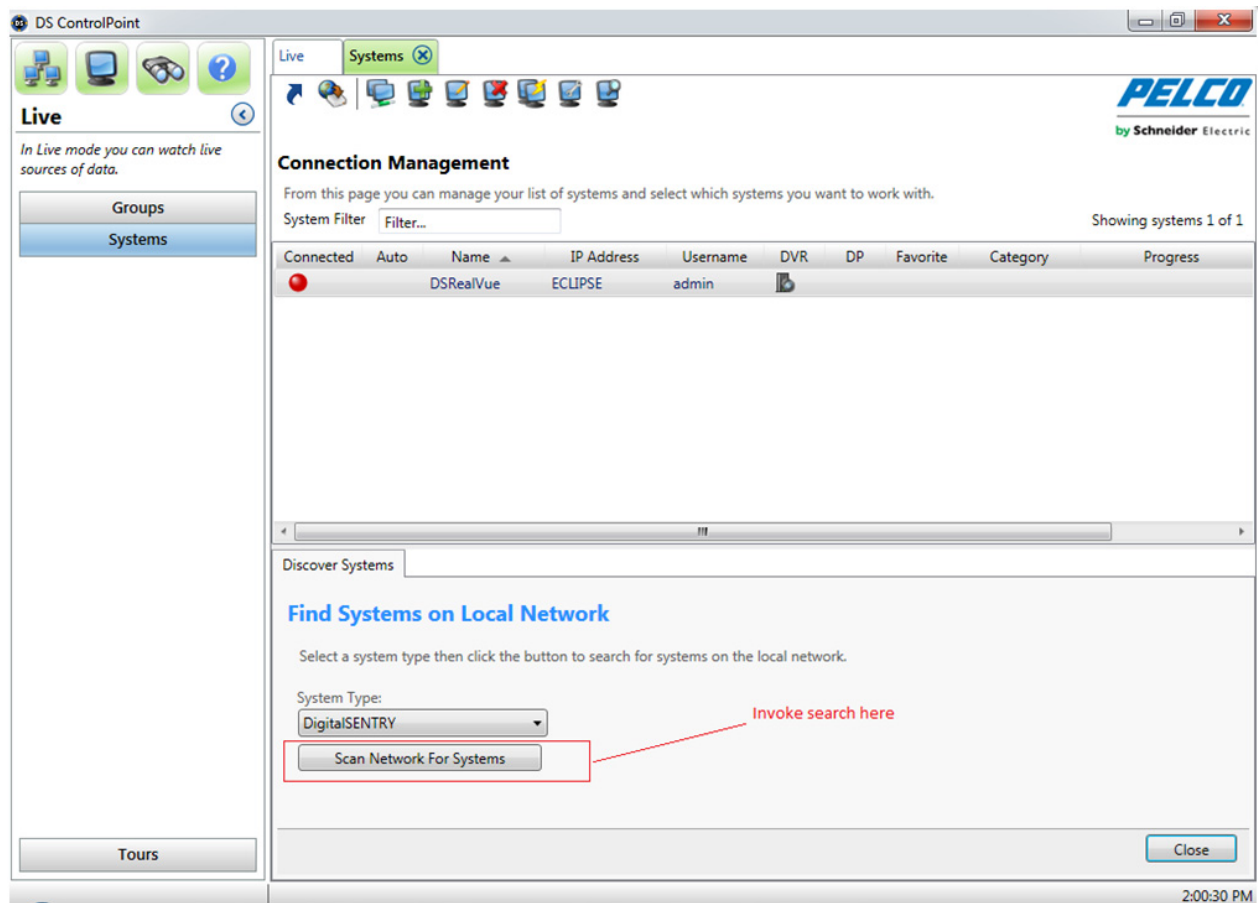 DS ControlPoint
Live
In Live mode you can watch live
sources of data.
Groups
Systems
Tours
Live
Systems
PELCO
by Schneider Electric
Connection Management
From this page you can manage your list of systems and select which systems you want to work with.
System Filter Filter... Showing systems 1 of 1
Connected Auto Name IP Address Username DVR DP Favorite Category Progress
DSRealVue ECLIPSE admin
Discover Systems
Find Systems on Local Network
Select a system type then click the button to search for systems on the local network.
System Type:
DigitalSENTRY
Scan Network For Systems
Invoke search here
Close
2:00:30 PM